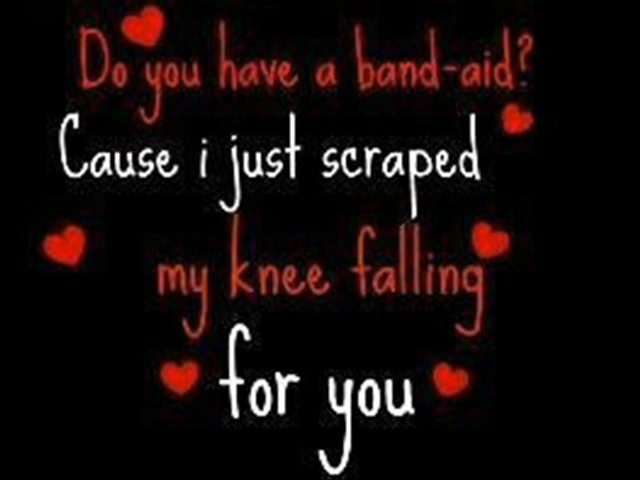 Do you have a band-aid?
Cause i just scraped
my knee falling
for you